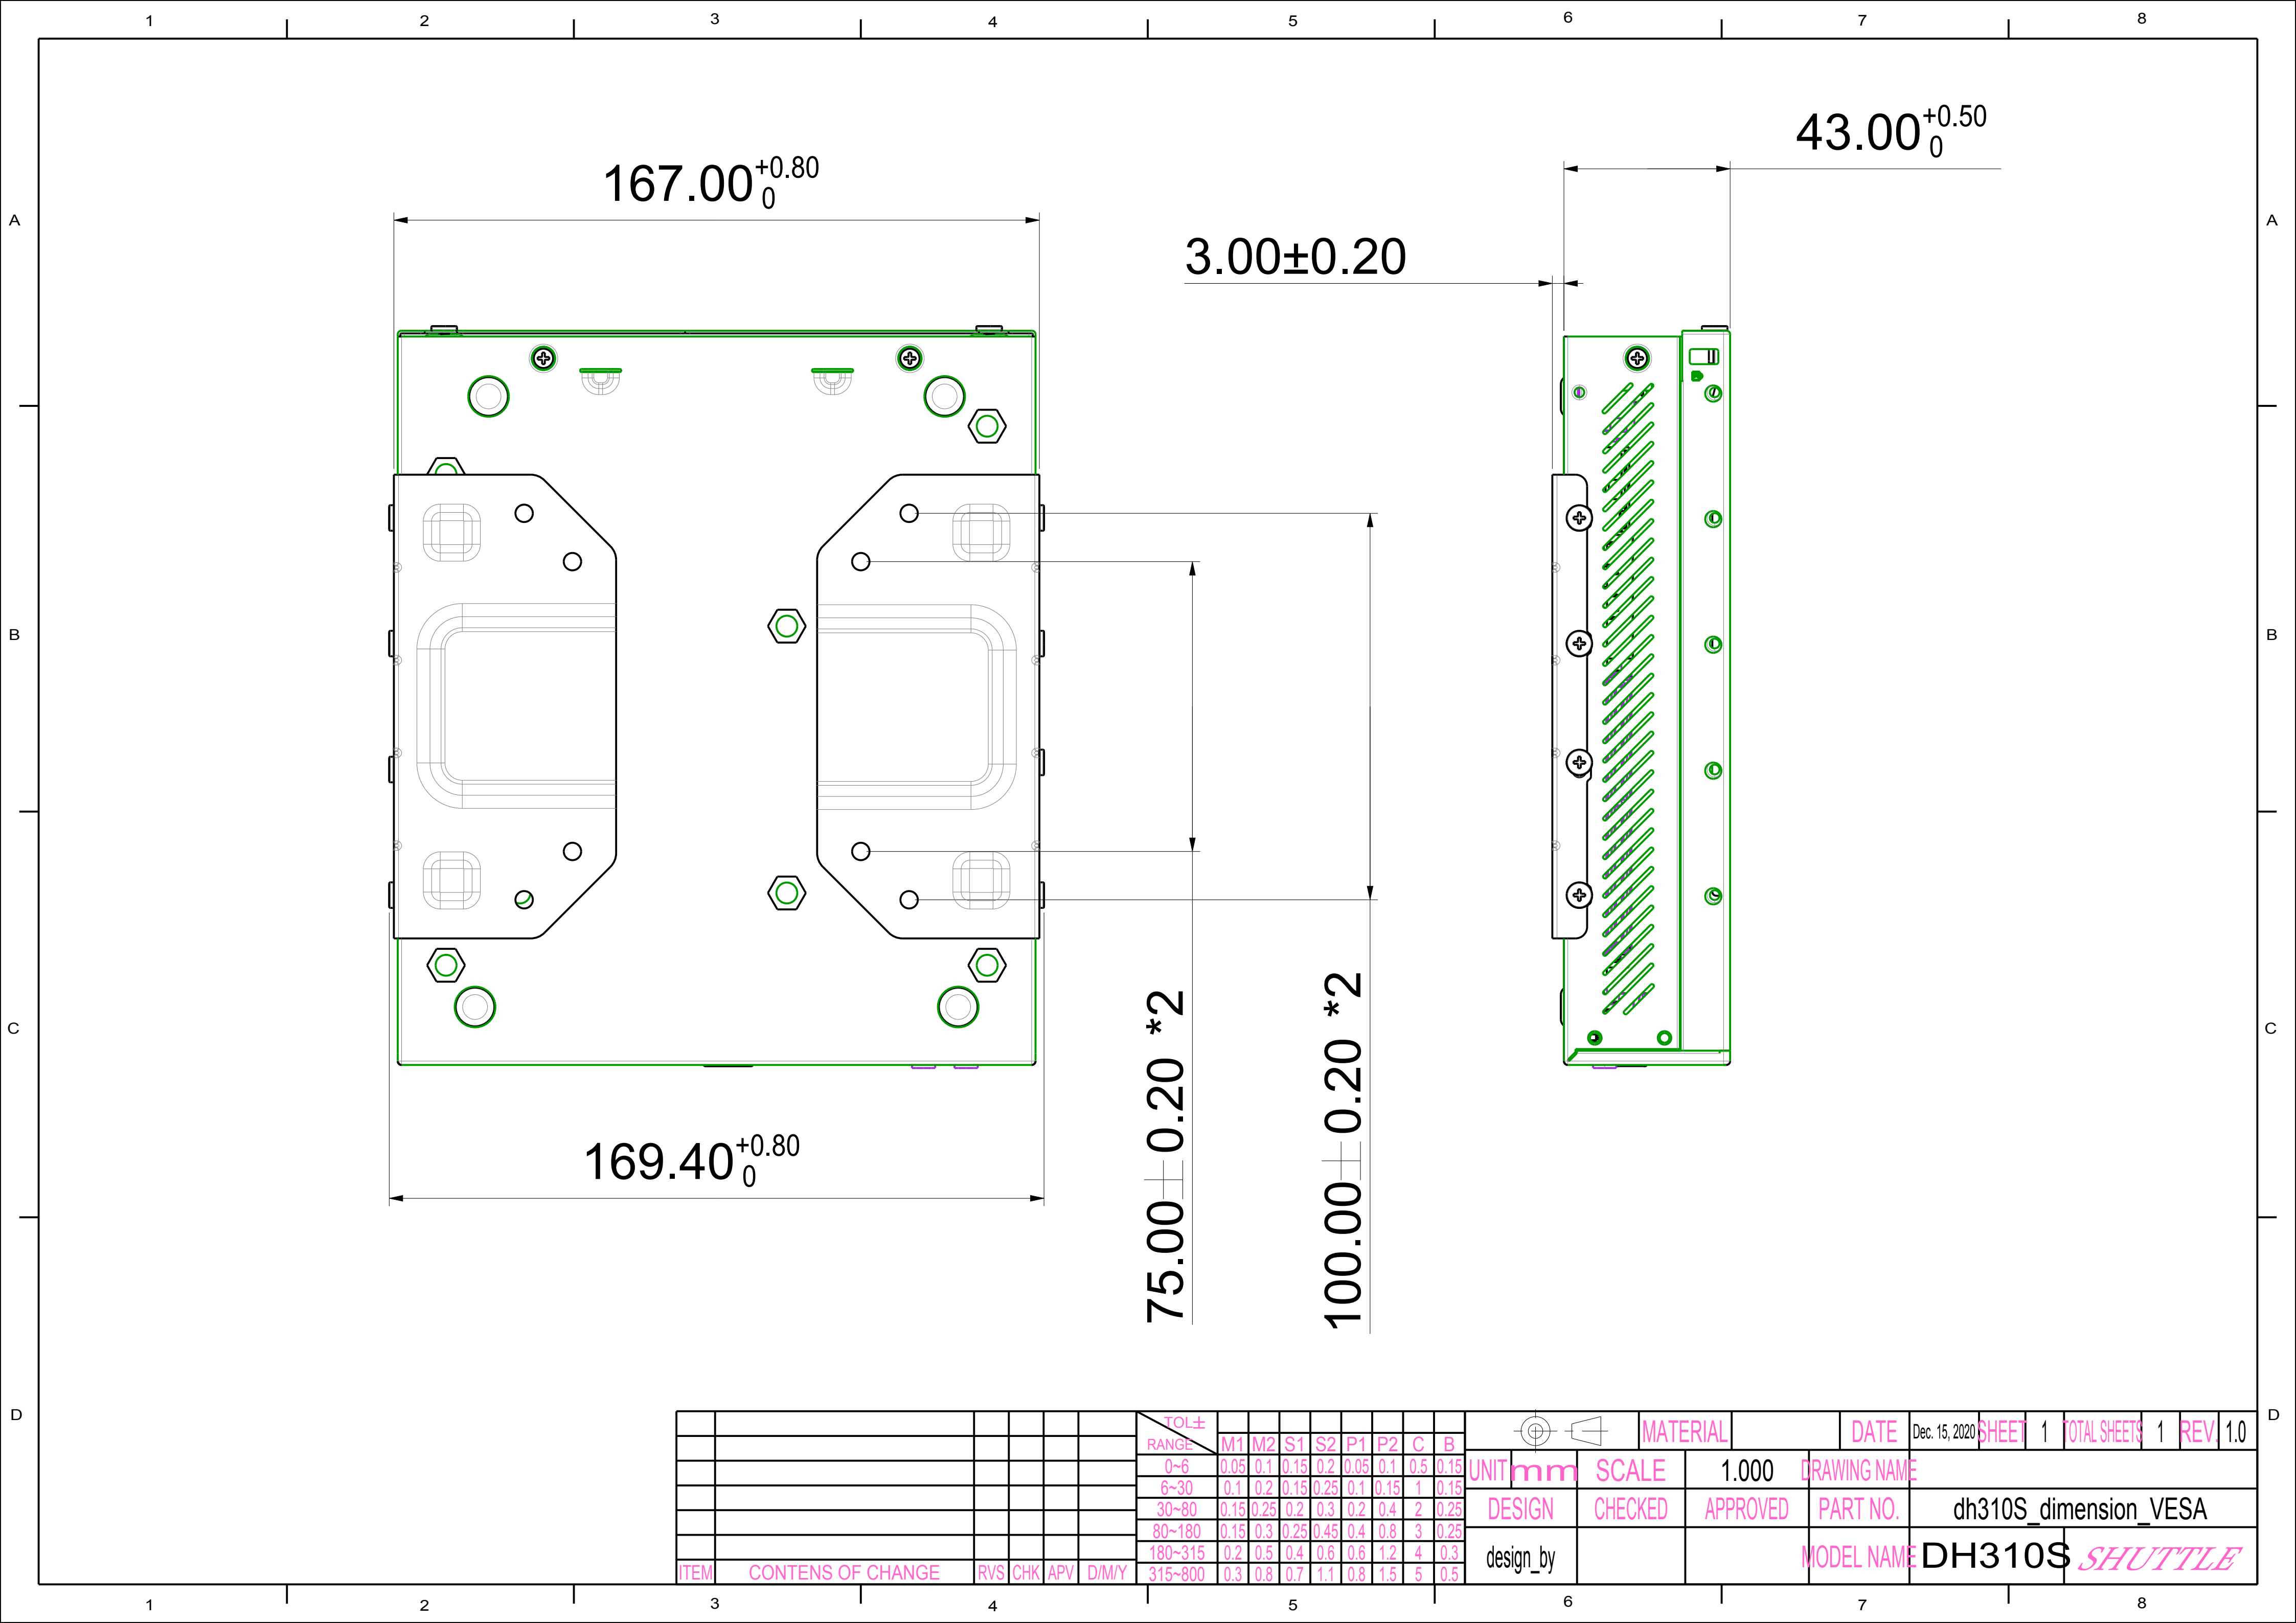 1 2 3 4 5 6 7 8
43.00 +0.50 0
167.00 +0.80 0
A A
3.00±0.20
B B
75.00±0.20 *2
100.00±0.20 *2
C C
169.40 +0.80 0
D D
TOL±
RANGE M1 M2 S1 S2 P1 P2 C B
0~6 0.05 0.1 0.15 0.2 0.05 0.1 0.5 0.15
6~30 0.1 0.2 0.15 0.25 0.1 0.15 1 0.15
30~80 0.15 0.25 0.2 0.3 0.2 0.4 2 0.25
80~180 0.15 0.3 0.25 0.45 0.4 0.8 3 0.25
180~315 0.2 0.5 0.4 0.6 0.6 1.2 4 0.3
315~800 0.3 0.8 0.7 1.1 0.8 1.5 5 0.5
ITEM CONTENS OF CHANGE RVS CHK APV D/M/Y
MATERIAL DATE Dec. 15, 2020 SHEET 1 TOTAL SHEETS 1 REV. 1.0
UNIT mm SCALE 1.000 DRAWING NAME
DESIGN CHECKED APPROVED PART NO. dh310S_dimension_VESA
design_by MODEL NAME DH310S SHUTTLE
1 2 3 4 5 6 7 8